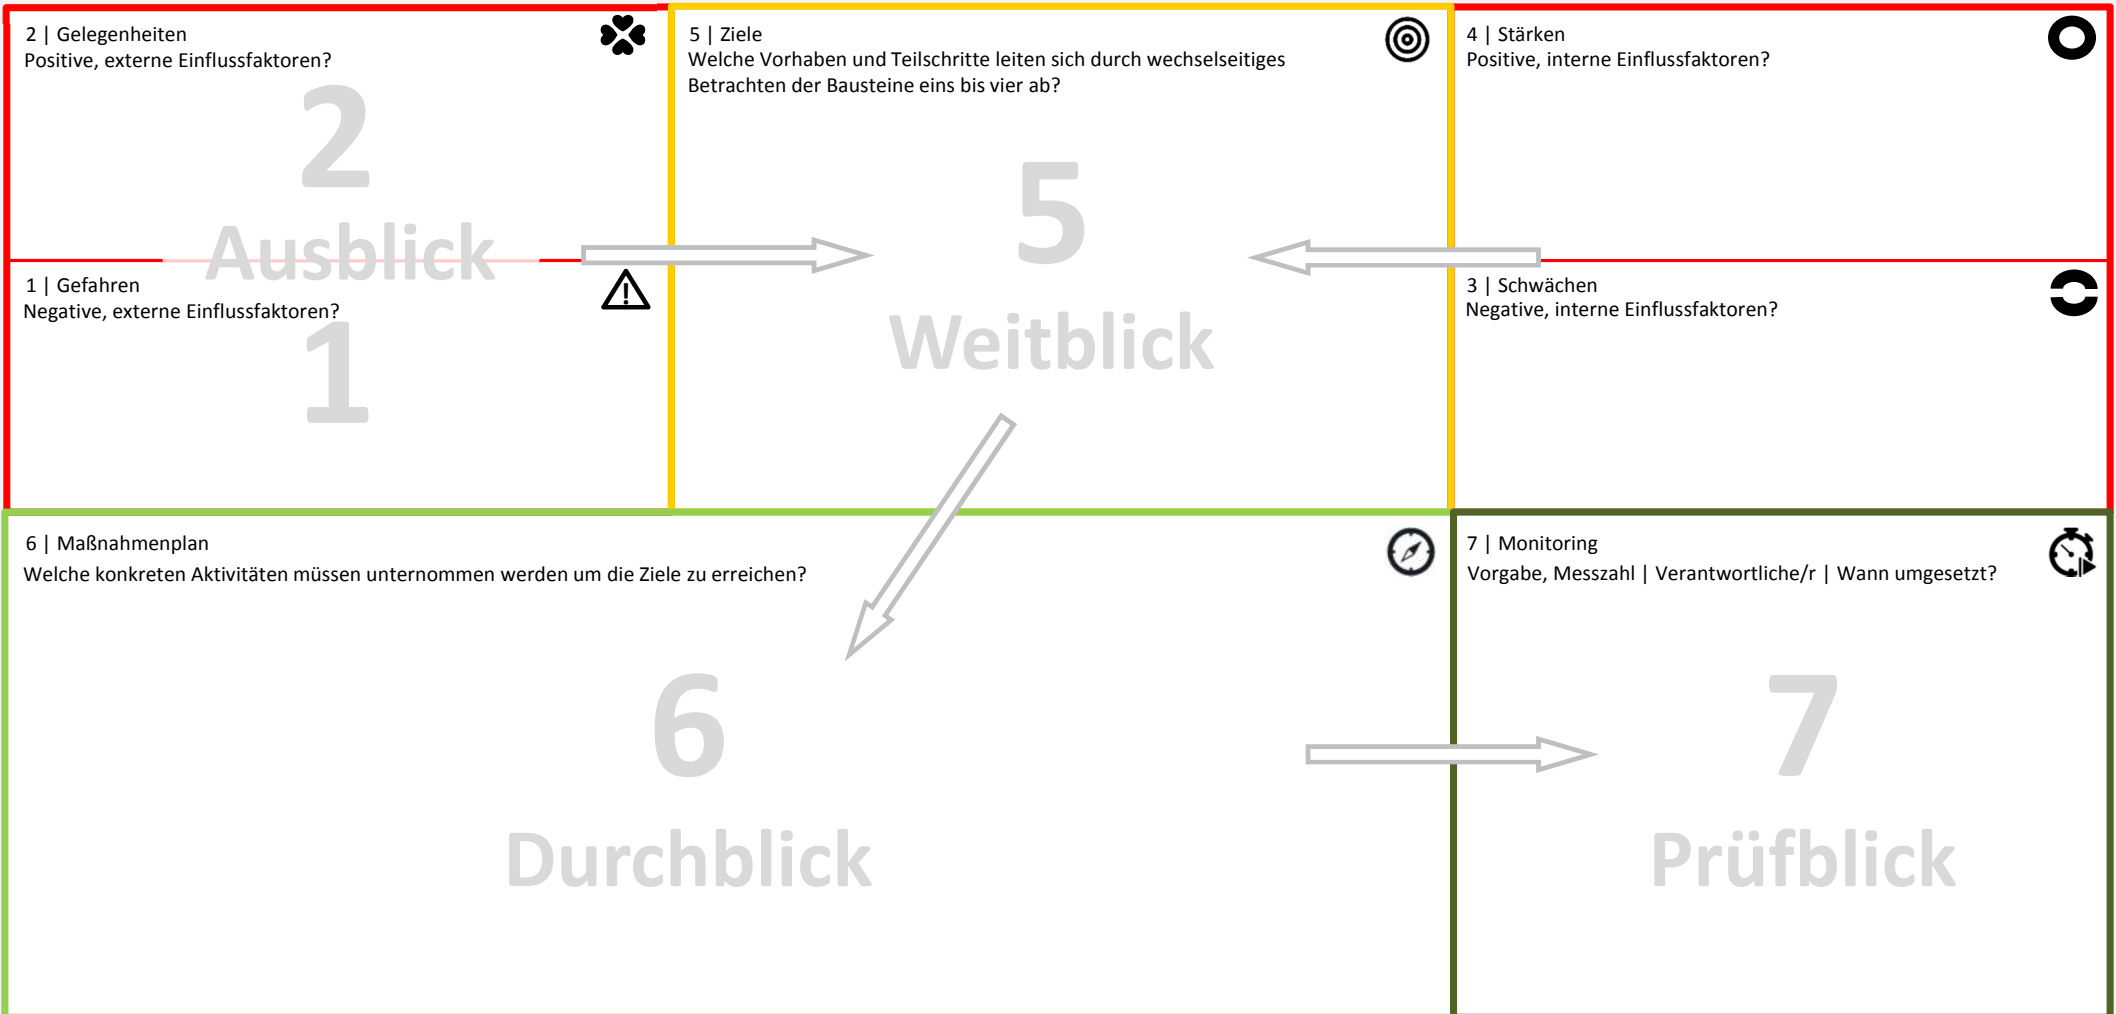 2 | Gelegenheiten
Positive, externe Einflussfaktoren?
2
Ausblick
1 | Gefahren
Negative, externe Einflussfaktoren?
1
5 | Ziele
Welche Vorhaben und Teilschritte leiten sich durch wechselseitiges
Betrachten der Bausteine eins bis vier ab?
5
Weitblick
4 | Stärken
Positive, interne Einflussfaktoren?
3 | Schwächen
Negative, interne Einflussfaktoren?
6 | Maßnahmenplan
Welche konkreten Aktivitäten müssen unternommen werden um die Ziele zu erreichen?
6
Durchblick
7 | Monitoring
Vorgabe, Messzahl | Verantwortliche/r | Wann umgesetzt?
7
Prüfblick